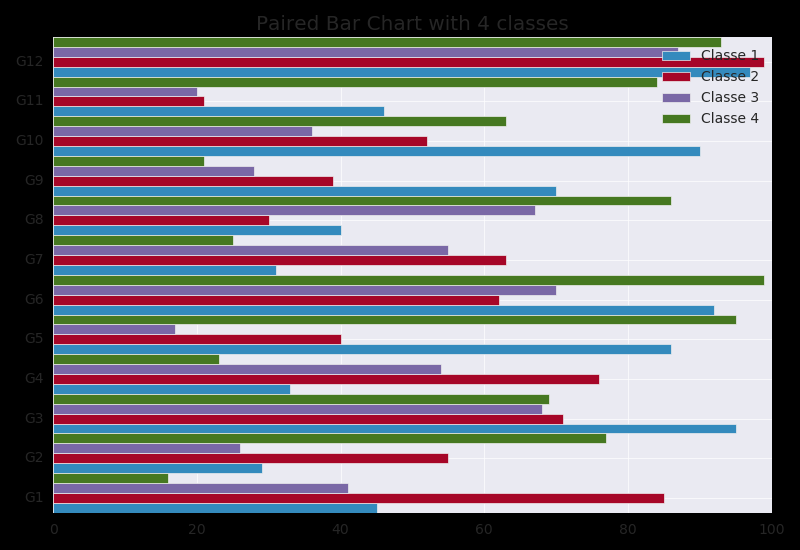 Paired Bar Chart with 4 classes
G12
G11
G10
G9
G8
G7
G6
G5
G4
G3
G2
G1
Classe 1
Classe 2
Classe 3
Classe 4
0 20 40 60 80 100